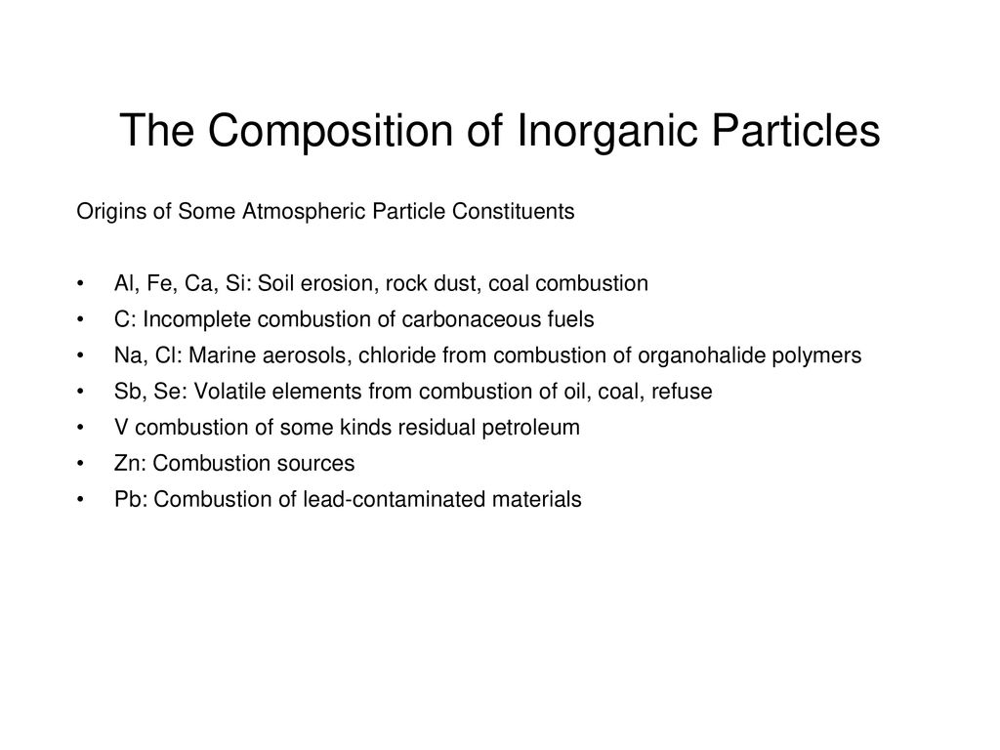 The Composition of Inorganic Particles
Origins of Some Atmospheric Particle Constituents
• Al, Fe, Ca, Si: Soil erosion, rock dust, coal combustion
• C: Incomplete combustion of carbonaceous fuels
• Na, Cl: Marine aerosols, chloride from combustion of organohalide polymers
• Sb, Se: Volatile elements from combustion of oil, coal, refuse
• V combustion of some kinds residual petroleum
• Zn: Combustion sources
• Pb: Combustion of lead-contaminated materials